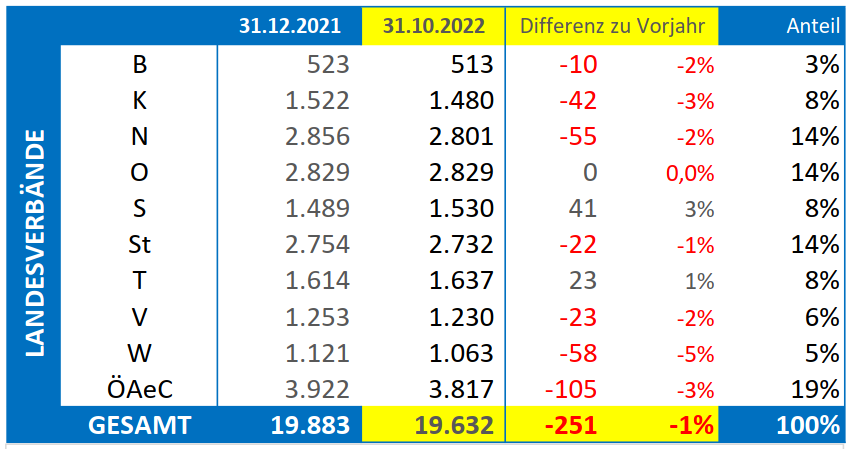 31.12.2021 31.10.2022 Differenz zu Vorjahr Anteil
LANDESVERBÄNDE
B 523 513 -10 -2% 3%
K 1.522 1.480 -42 -3% 8%
N 2.856 2.801 -55 -2% 14%
O 2.829 2.829 0 0,0% 14%
S 1.489 1.530 41 3% 8%
St 2.754 2.732 -22 -1% 14%
T 1.614 1.637 23 1% 8%
V 1.253 1.230 -23 -2% 6%
W 1.121 1.063 -58 -5% 5%
ÖAeC 3.922 3.817 -105 -3% 19%
GESAMT 19.883 19.632 -251 -1% 100%